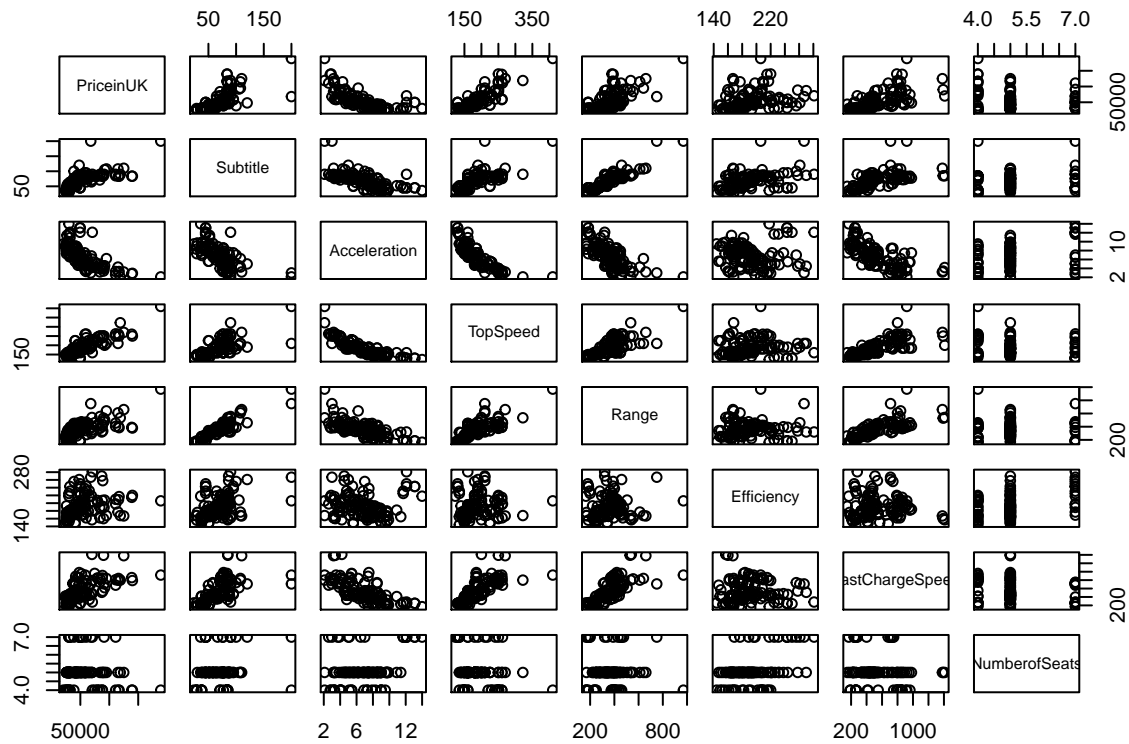 50 150 150 250 350 140 220 4.0 5.5 7.0
PriceinUK 50000
50 Subtitle
Acceleration 2 10
150 TopSpeed
Range 200
140 280 Efficiency
astChargeSpee 200
4.0 7.0 NumberofSeats
50000 2 6 12 200 800 200 1000